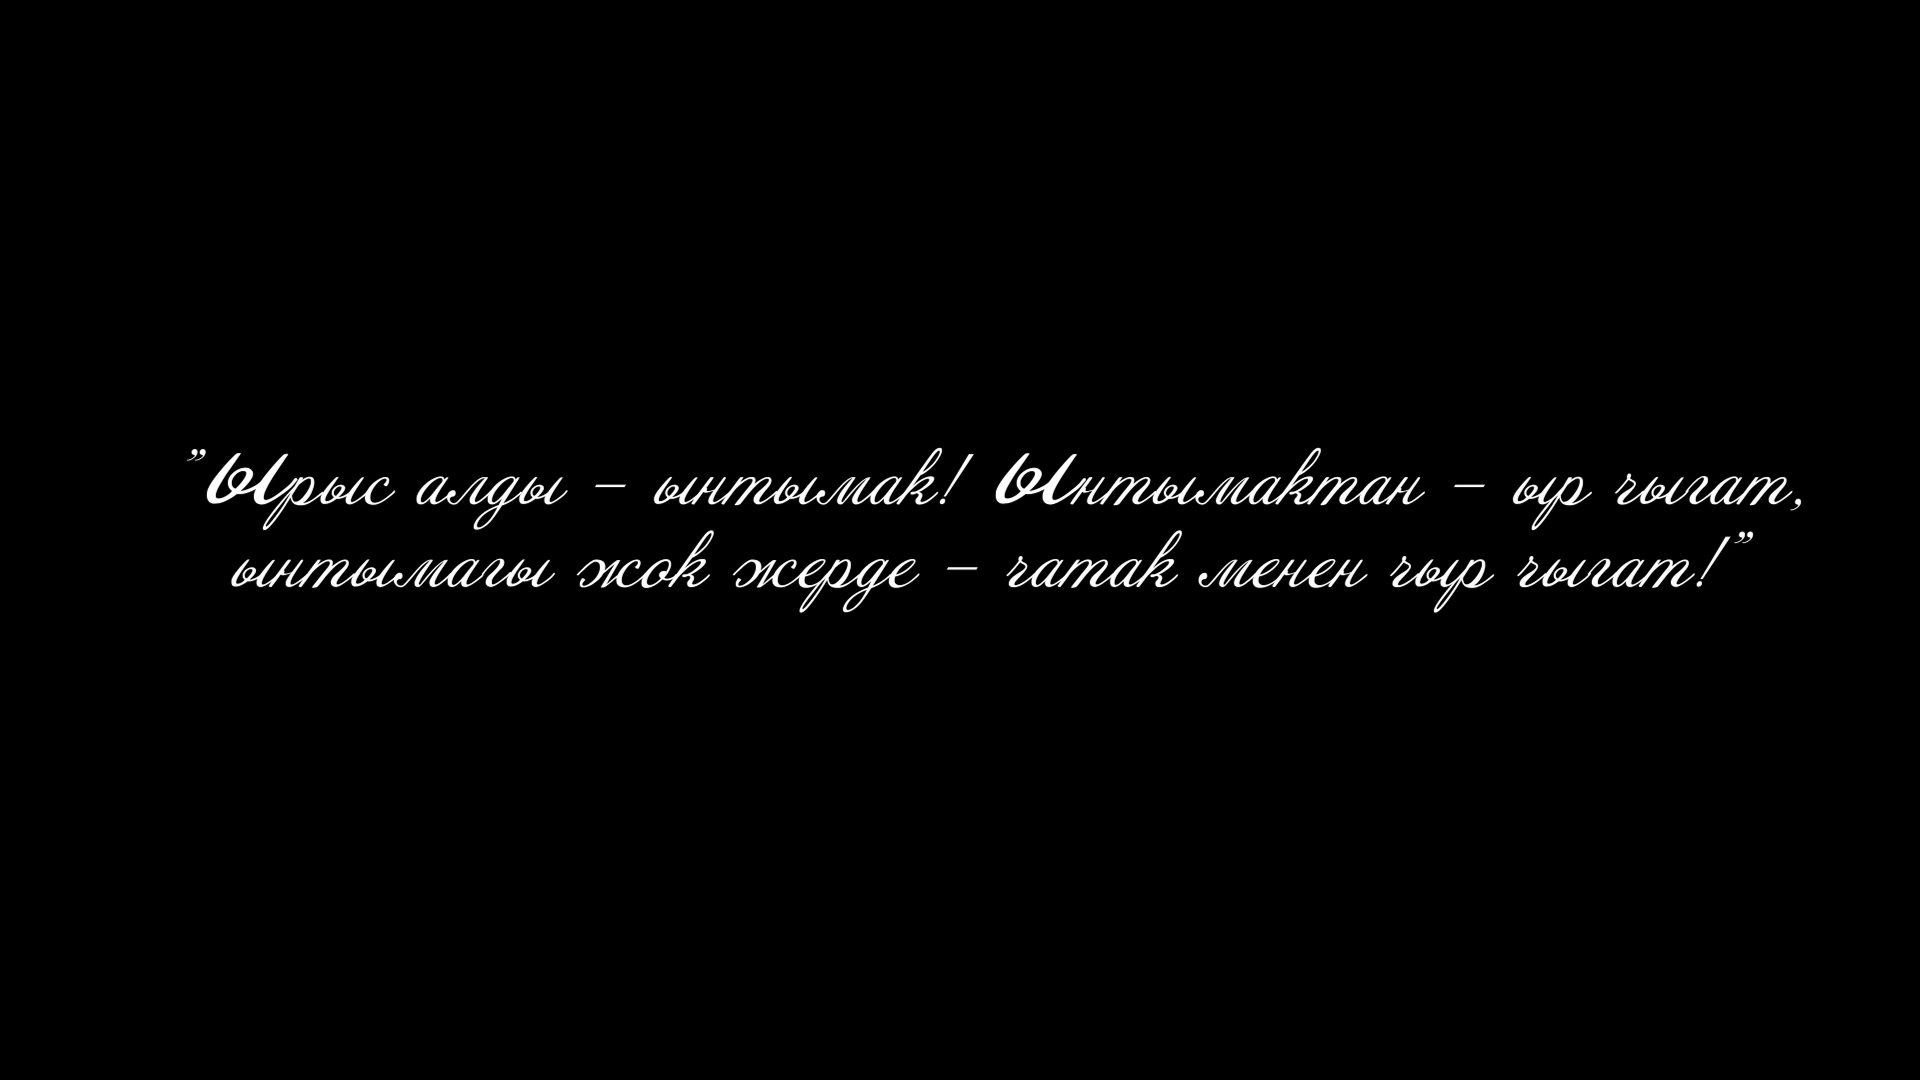 ”Ырыс алды – ынтымак! Ынтымактан – ыр чыгат,
ынтымагы жок жерде – чатак менен чыр чыгат!”